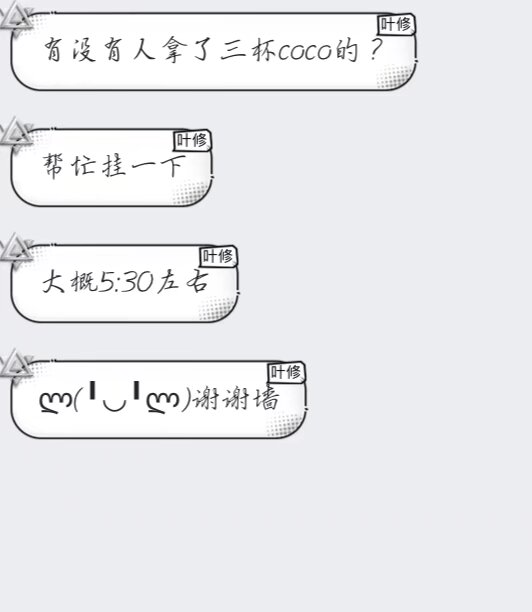 叶修
有没有人拿了三杯coco的？
叶修
帮忙挂一下
叶修
大概5:30左右
叶修
ლ(╹◡╹ლ)谢谢墙